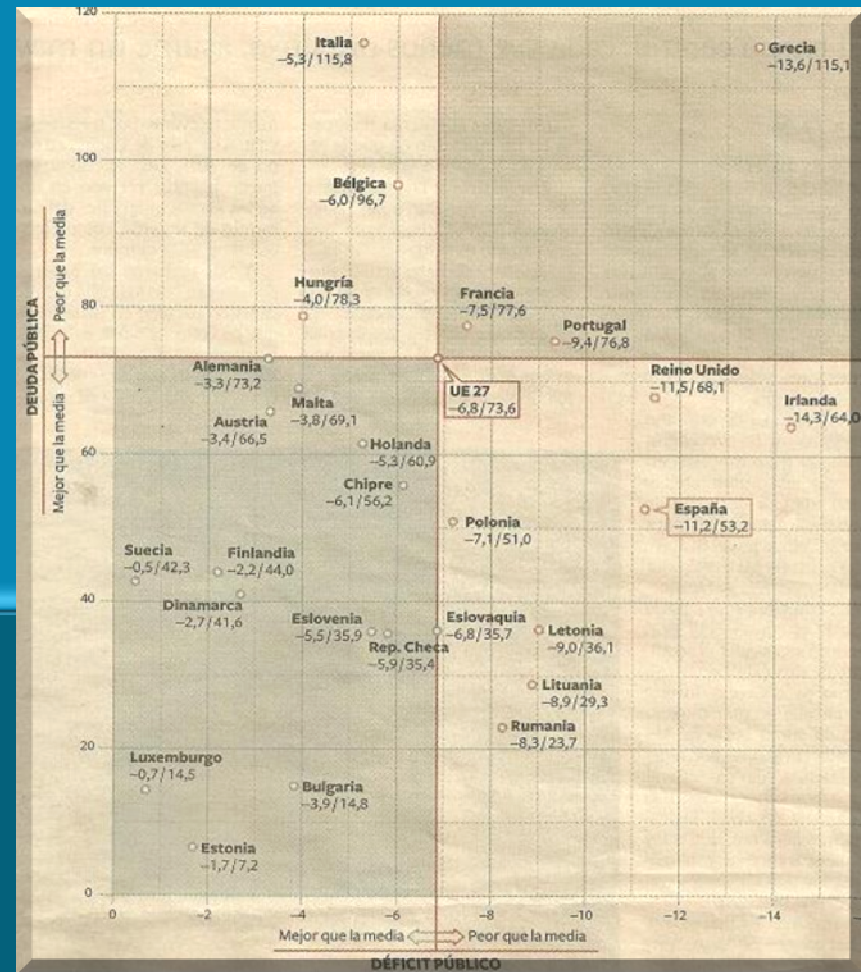 120
Italia
–5,3/115,8
Grecia
–13,6/115,1
100
Bélgica
–6,0/96,7
Hungría
–4,0/78,3
80
Francia
–7,5/77,6
Portugal
–9,4/76,8
DEUDA PÚBLICA
Peor que la media
Mejor que la media
Alemania
–3,3/73,2
UE 27
–6,8/73,6
Reino Unido
–11,5/68,1
Malta
–3,8/69,1
Austria
–3,4/66,5
Irlanda
–14,3/64,0
60
Holanda
–5,3/60,9
Chipre
–6,1/56,2
España
–11,2/53,2
Polonia
–7,1/51,0
Suecia
–0,5/42,3
Finlandia
–2,2/44,0
40
Dinamarca
–2,7/41,6
Eslovenia
–5,5/35,9
Rep. Checa
–5,9/35,4
Eslovaquia
–6,8/35,7
Letonia
–9,0/36,1
Lituania
–8,9/29,3
Rumania
–8,3/23,7
20
Luxemburgo
–0,7/14,5
Bulgaria
–3,9/14,8
Estonia
–1,7/7,2
0
0 –2 –4 –6 –8 –10 –12 –14
Mejor que la media Peor que la media
DÉFICIT PÚBLICO